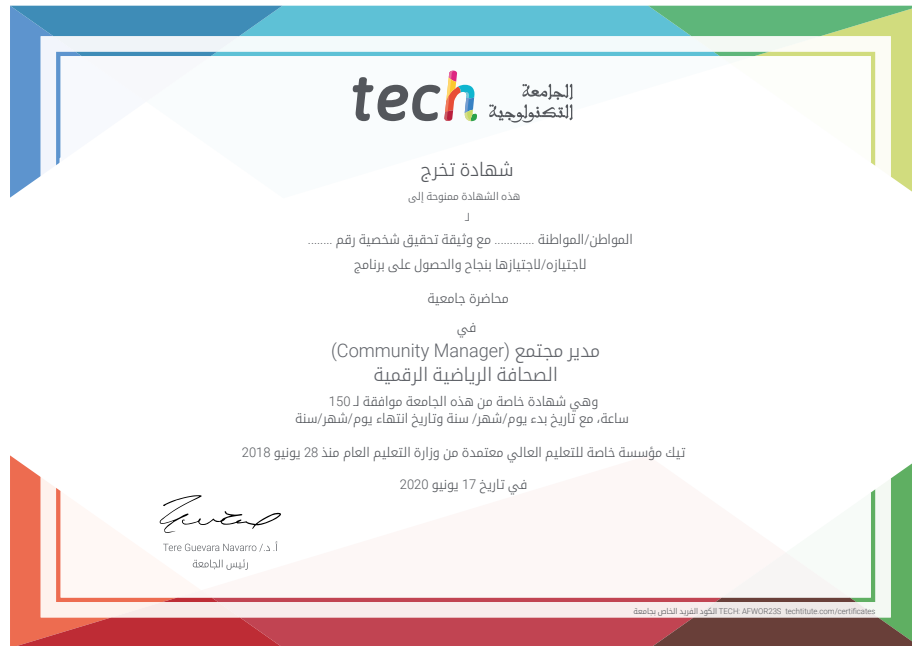 tech الجامعة
التكنولوجية
شهادة تخرج
هذه الشهادة ممنوحة إلى
لـ
المواطن/المواطنة ............ مع وثيقة تحقيق شخصية رقم ........
لاجتيازه/لاجتيازها بنجاح والحصول على برنامج
محاضرة جامعية
في
مدير مجتمع (Community Manager)
الصحافة الرياضية الرقمية
وهي شهادة خاصة من هذه الجامعة موافقة لـ 150
ساعة، مع تاريخ بدء يوم/شهر/ سنة وتاريخ انتهاء يوم/شهر/سنة
تيك مؤسسة خاصة للتعليم العالي معتمدة من وزارة التعليم العام منذ 28 يونيو 2018
في تاريخ 17 يونيو 2020
أ. د./ Tere Guevara Navarro
رئيس الجامعة
الكود الفريد الخاص بجامعة TECH: AFWOR23S techtitute.com/certificates